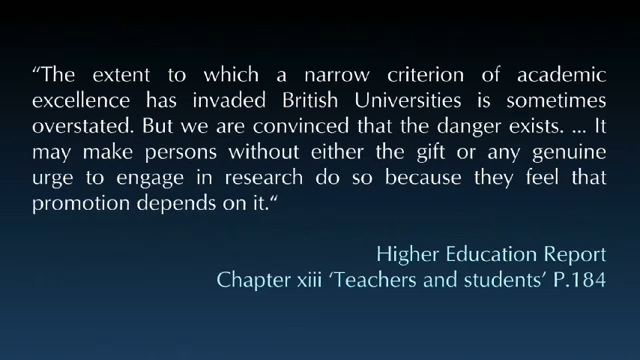 “The extent to which a narrow criterion of academic
excellence has invaded British Universities is sometimes
overstated. But we are convinced that the danger exists. ... It
may make persons without either the gift or any genuine
urge to engage in research do so because they feel that
promotion depends on it.“
Higher Education Report
Chapter xiii ‘Teachers and students’ P.184